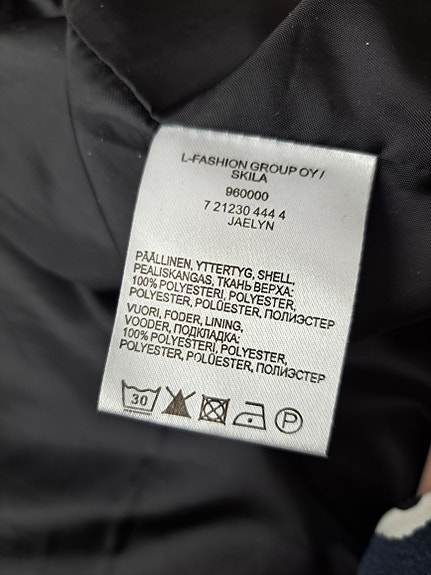 L-FASHION GROUP OY /
SKILA
960000
7 21230 444 4
JAELYN
PÄÄLLINEN, YTTERTYG, SHELL,
PEALISKANGAS, ТКАНЬ ВЕРХА:
100% POLYESTERI, POLYESTER,
POLYESTER, POLÜESTER, ПОЛИЭСТЕР
VUORI, FODER, LINING,
VOODER, ПОДКЛАДКА:
100% POLYESTERI, POLYESTER,
POLYESTER, POLÜESTER, ПОЛИЭСТЕР
30 P